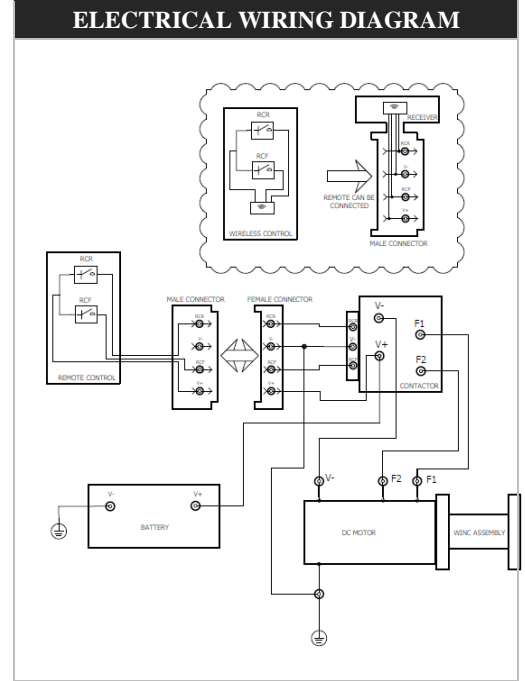 ELECTRICAL WIRING DIAGRAM
RCR
RCF
WIRELESS CONTROL
RECEIVER
RCR
V-
RCF
V+
REMOTE CAN BE
CONNECTED
MALE CONNECTOR
RCR
RCF
REMOTE CONTROL
MALE CONNECTOR
RCR
V-
RCF
V+
FEMALE CONNECTOR
RCR
V-
RCF
V+
RCR
V-
RCF
V-
V+
F1
F2
CONTACTOR
V-
V+
BATTERY
V-
F2
F1
DC MOTOR
WINC ASSEMBLY